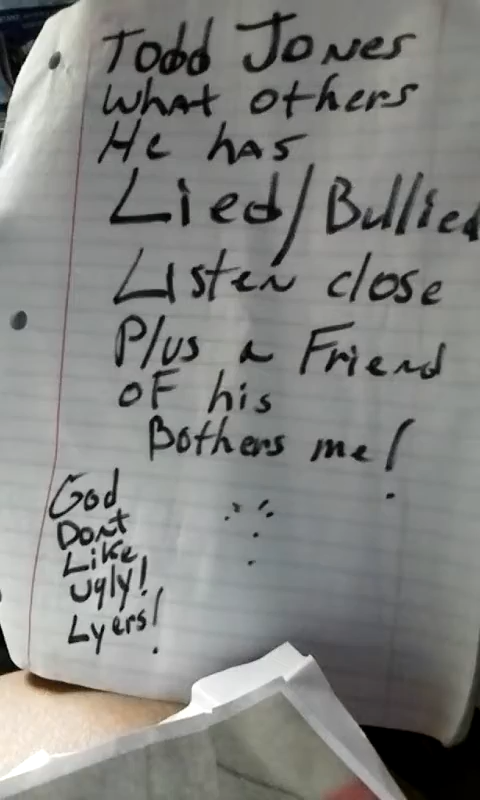 Todd Jones
What others
He has
Lied/Bullied
Listen close
Plus a Friend
OF his
Bothers me!
God
Dont
Like
Ugly!
Lyers!